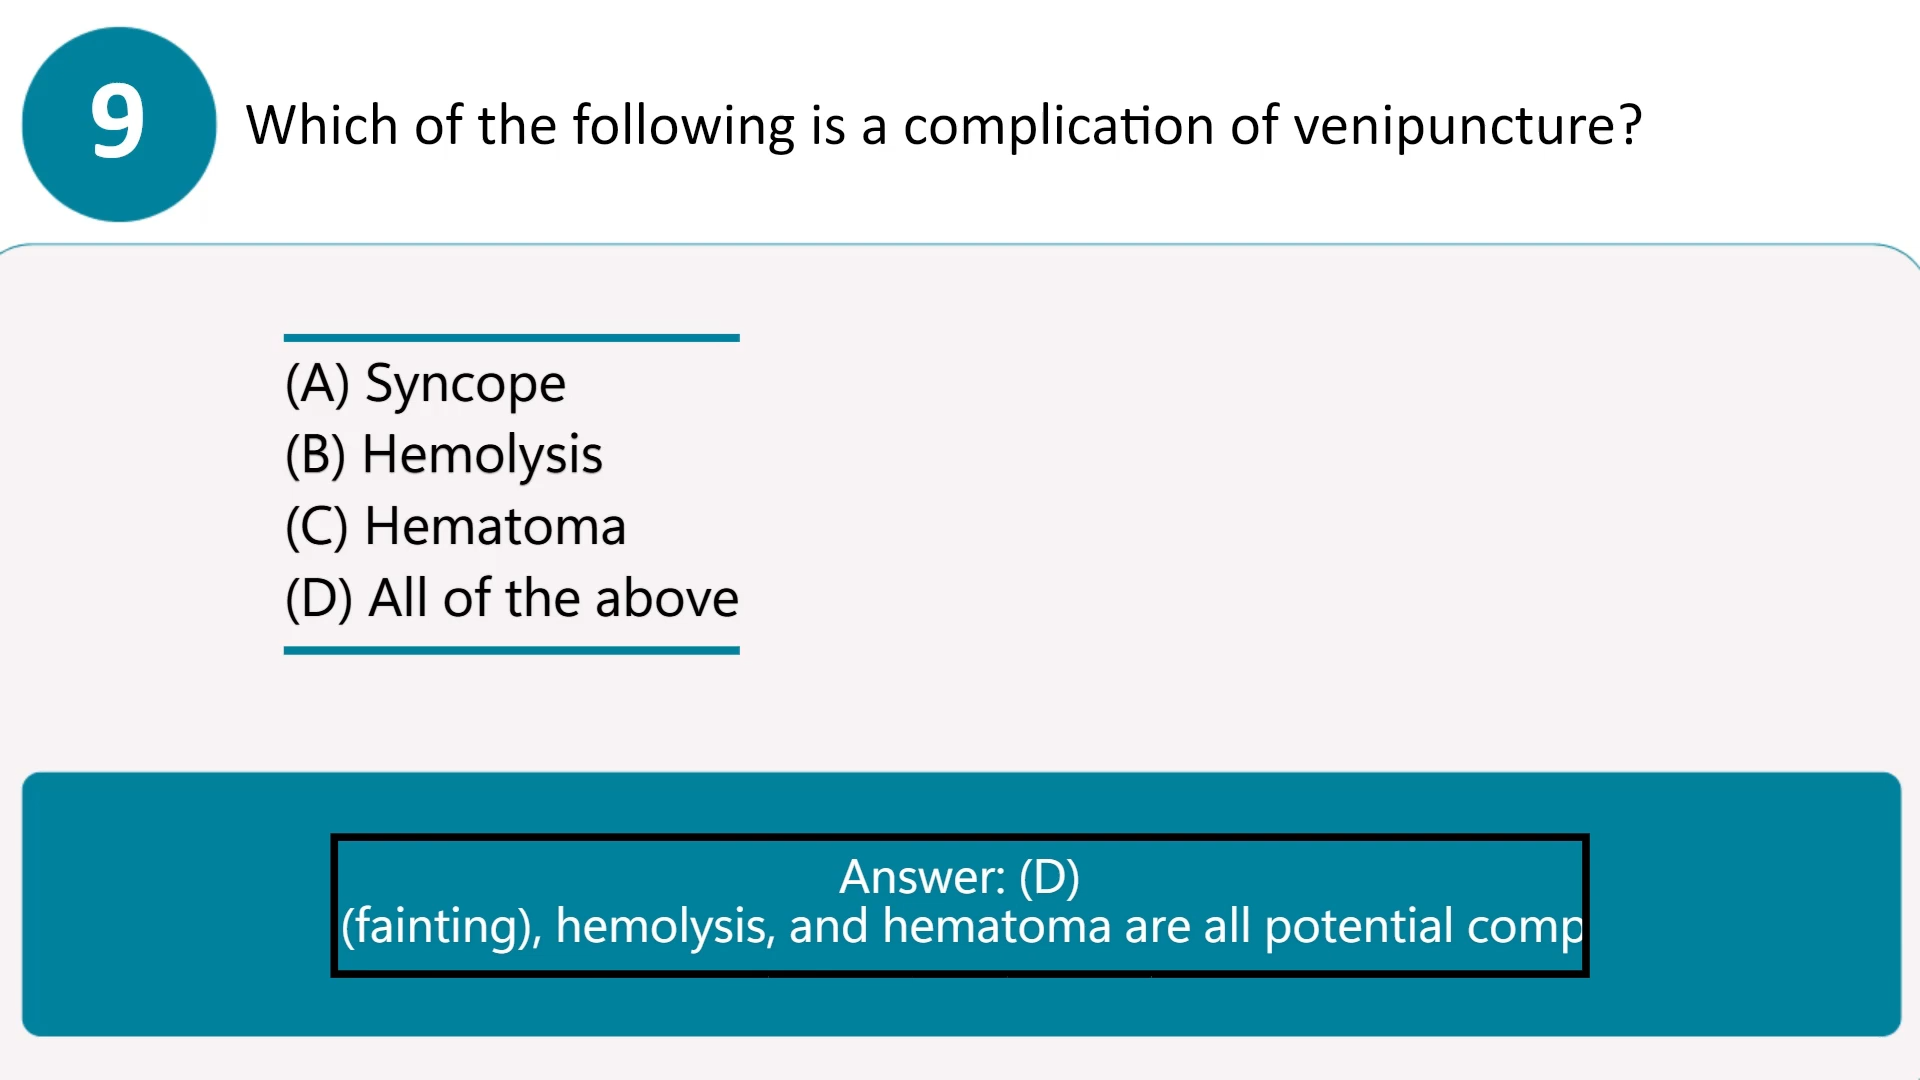 9
Which of the following is a complication of venipuncture?
(A) Syncope
(B) Hemolysis
(C) Hematoma
(D) All of the above
Answer: (D)
(fainting), hemolysis, and hematoma are all potential comp